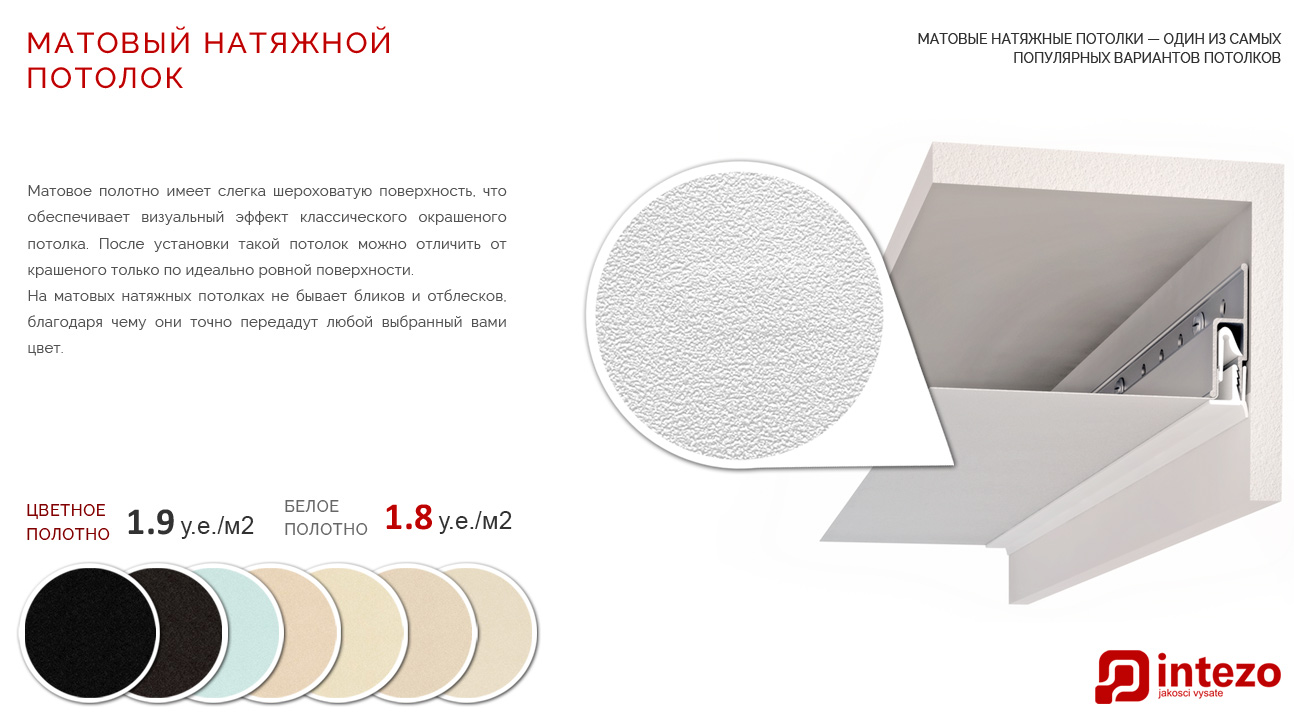 МАТОВЫЙ НАТЯЖНОЙ
ПОТОЛОК
МАТОВЫЕ НАТЯЖНЫЕ ПОТОЛКИ — ОДИН ИЗ САМЫХ
ПОПУЛЯРНЫХ ВАРИАНТОВ ПОТОЛКОВ
Матовое полотно имеет слегка шероховатую поверхность, что
обеспечивает визуальный эффект классического окрашеного
потолка. После установки такой потолок можно отличить от
крашеного только по идеально ровной поверхности.
На матовых натяжных потолках не бывает бликов и отблесков,
благодаря чему они точно передадут любой выбранный вами
цвет.
ЦВЕТНОЕ
ПОЛОТНО
1.9 у.е./м2
БЕЛОЕ
ПОЛОТНО
1.8 у.е./м2
intezo
jakosci vysate